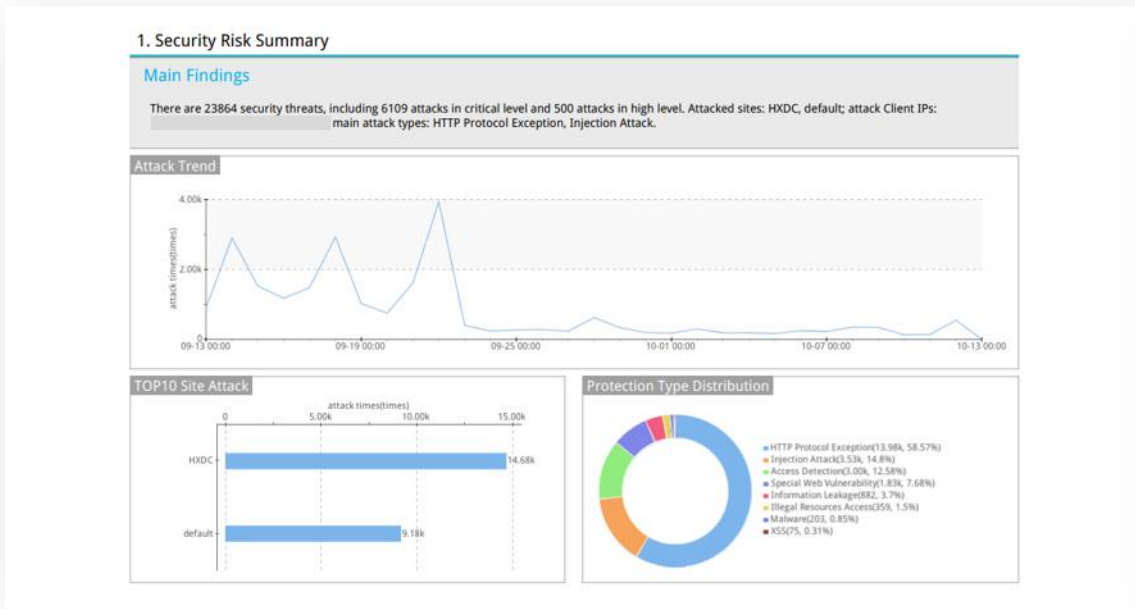 1. Security Risk Summary
Main Findings
There are 23864 security threats, including 6109 attacks in critical level and 500 attacks in high level. Attacked sites: HXDC, default; attack Client IPs:
main attack types: HTTP Protocol Exception, Injection Attack.
Attack Trend
attack times(times)
4.00k
2.00k
0
09-13 00:00
09-19 00:00
09-25 00:00
10-01 00:00
10-07 00:00
10-13 00:00
TOP10 Site Attack
attack times(times)
0
5.00k
10.00k
15.00k
HXDC
14.68k
default
9.18k
Protection Type Distribution
HTTP Protocol Exception(13.98k, 58.57%)
Injection Attack(3.53k, 14.8%)
Access Detection(3.00k, 12.58%)
Special Web Vulnerability(1.83k, 7.68%)
Information Leakage(882, 3.7%)
Illegal Resources Access(359, 1.5%)
Malware(203, 0.85%)
XSS(75, 0.31%)